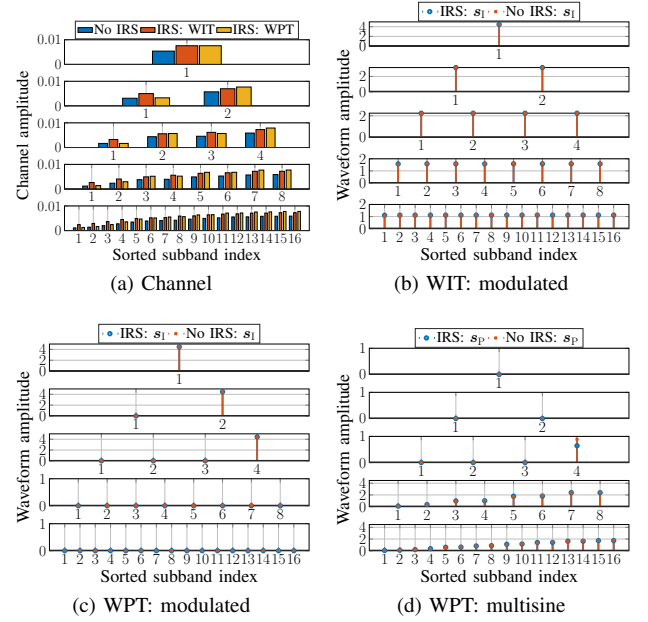 No IRS IRS: WIT IRS: WPT
Channel amplitude
0.01
0
1
0.01
0
1 2
0.01
0
1 2 3 4
0.01
0
1 2 3 4 5 6 7 8
0.01
0
1 2 3 4 5 6 7 8 9 10 11 12 13 14 15 16
Sorted subband index
(a) Channel
IRS: s_I No IRS: s_I
Waveform amplitude
4
2
0
1
2
0
1 2
2
0
1 2 3 4
2
1
0
1 2 3 4 5 6 7 8
2
1
0
1 2 3 4 5 6 7 8 9 10 11 12 13 14 15 16
Sorted subband index
(b) WIT: modulated
IRS: s_I No IRS: s_I
Waveform amplitude
4
2
0
1
4
2
0
1 2
4
2
0
1 2 3 4
1
0
1 2 3 4 5 6 7 8
1
0
1 2 3 4 5 6 7 8 9 10 11 12 13 14 15 16
Sorted subband index
(c) WPT: modulated
IRS: s_P No IRS: s_P
Waveform amplitude
1
0
1
1
0
1 2
1
0
1 2 3 4
4
2
0
1 2 3 4 5 6 7 8
4
2
0
1 2 3 4 5 6 7 8 9 10 11 12 13 14 15 16
Sorted subband index
(d) WPT: multisine